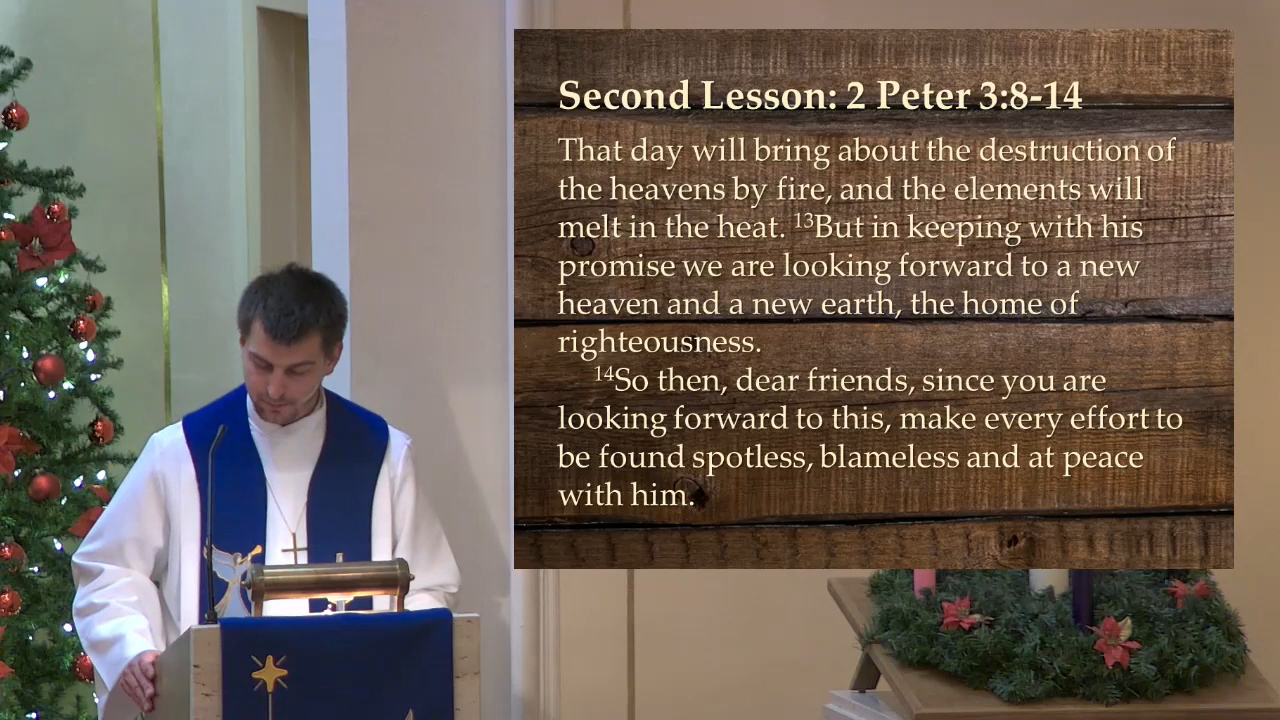 Second Lesson: 2 Peter 3:8-14
That day will bring about the destruction of
the heavens by fire, and the elements will
melt in the heat. ¹³But in keeping with his
promise we are looking forward to a new
heaven and a new earth, the home of
righteousness.
¹⁴So then, dear friends, since you are
looking forward to this, make every effort to
be found spotless, blameless and at peace
with him.